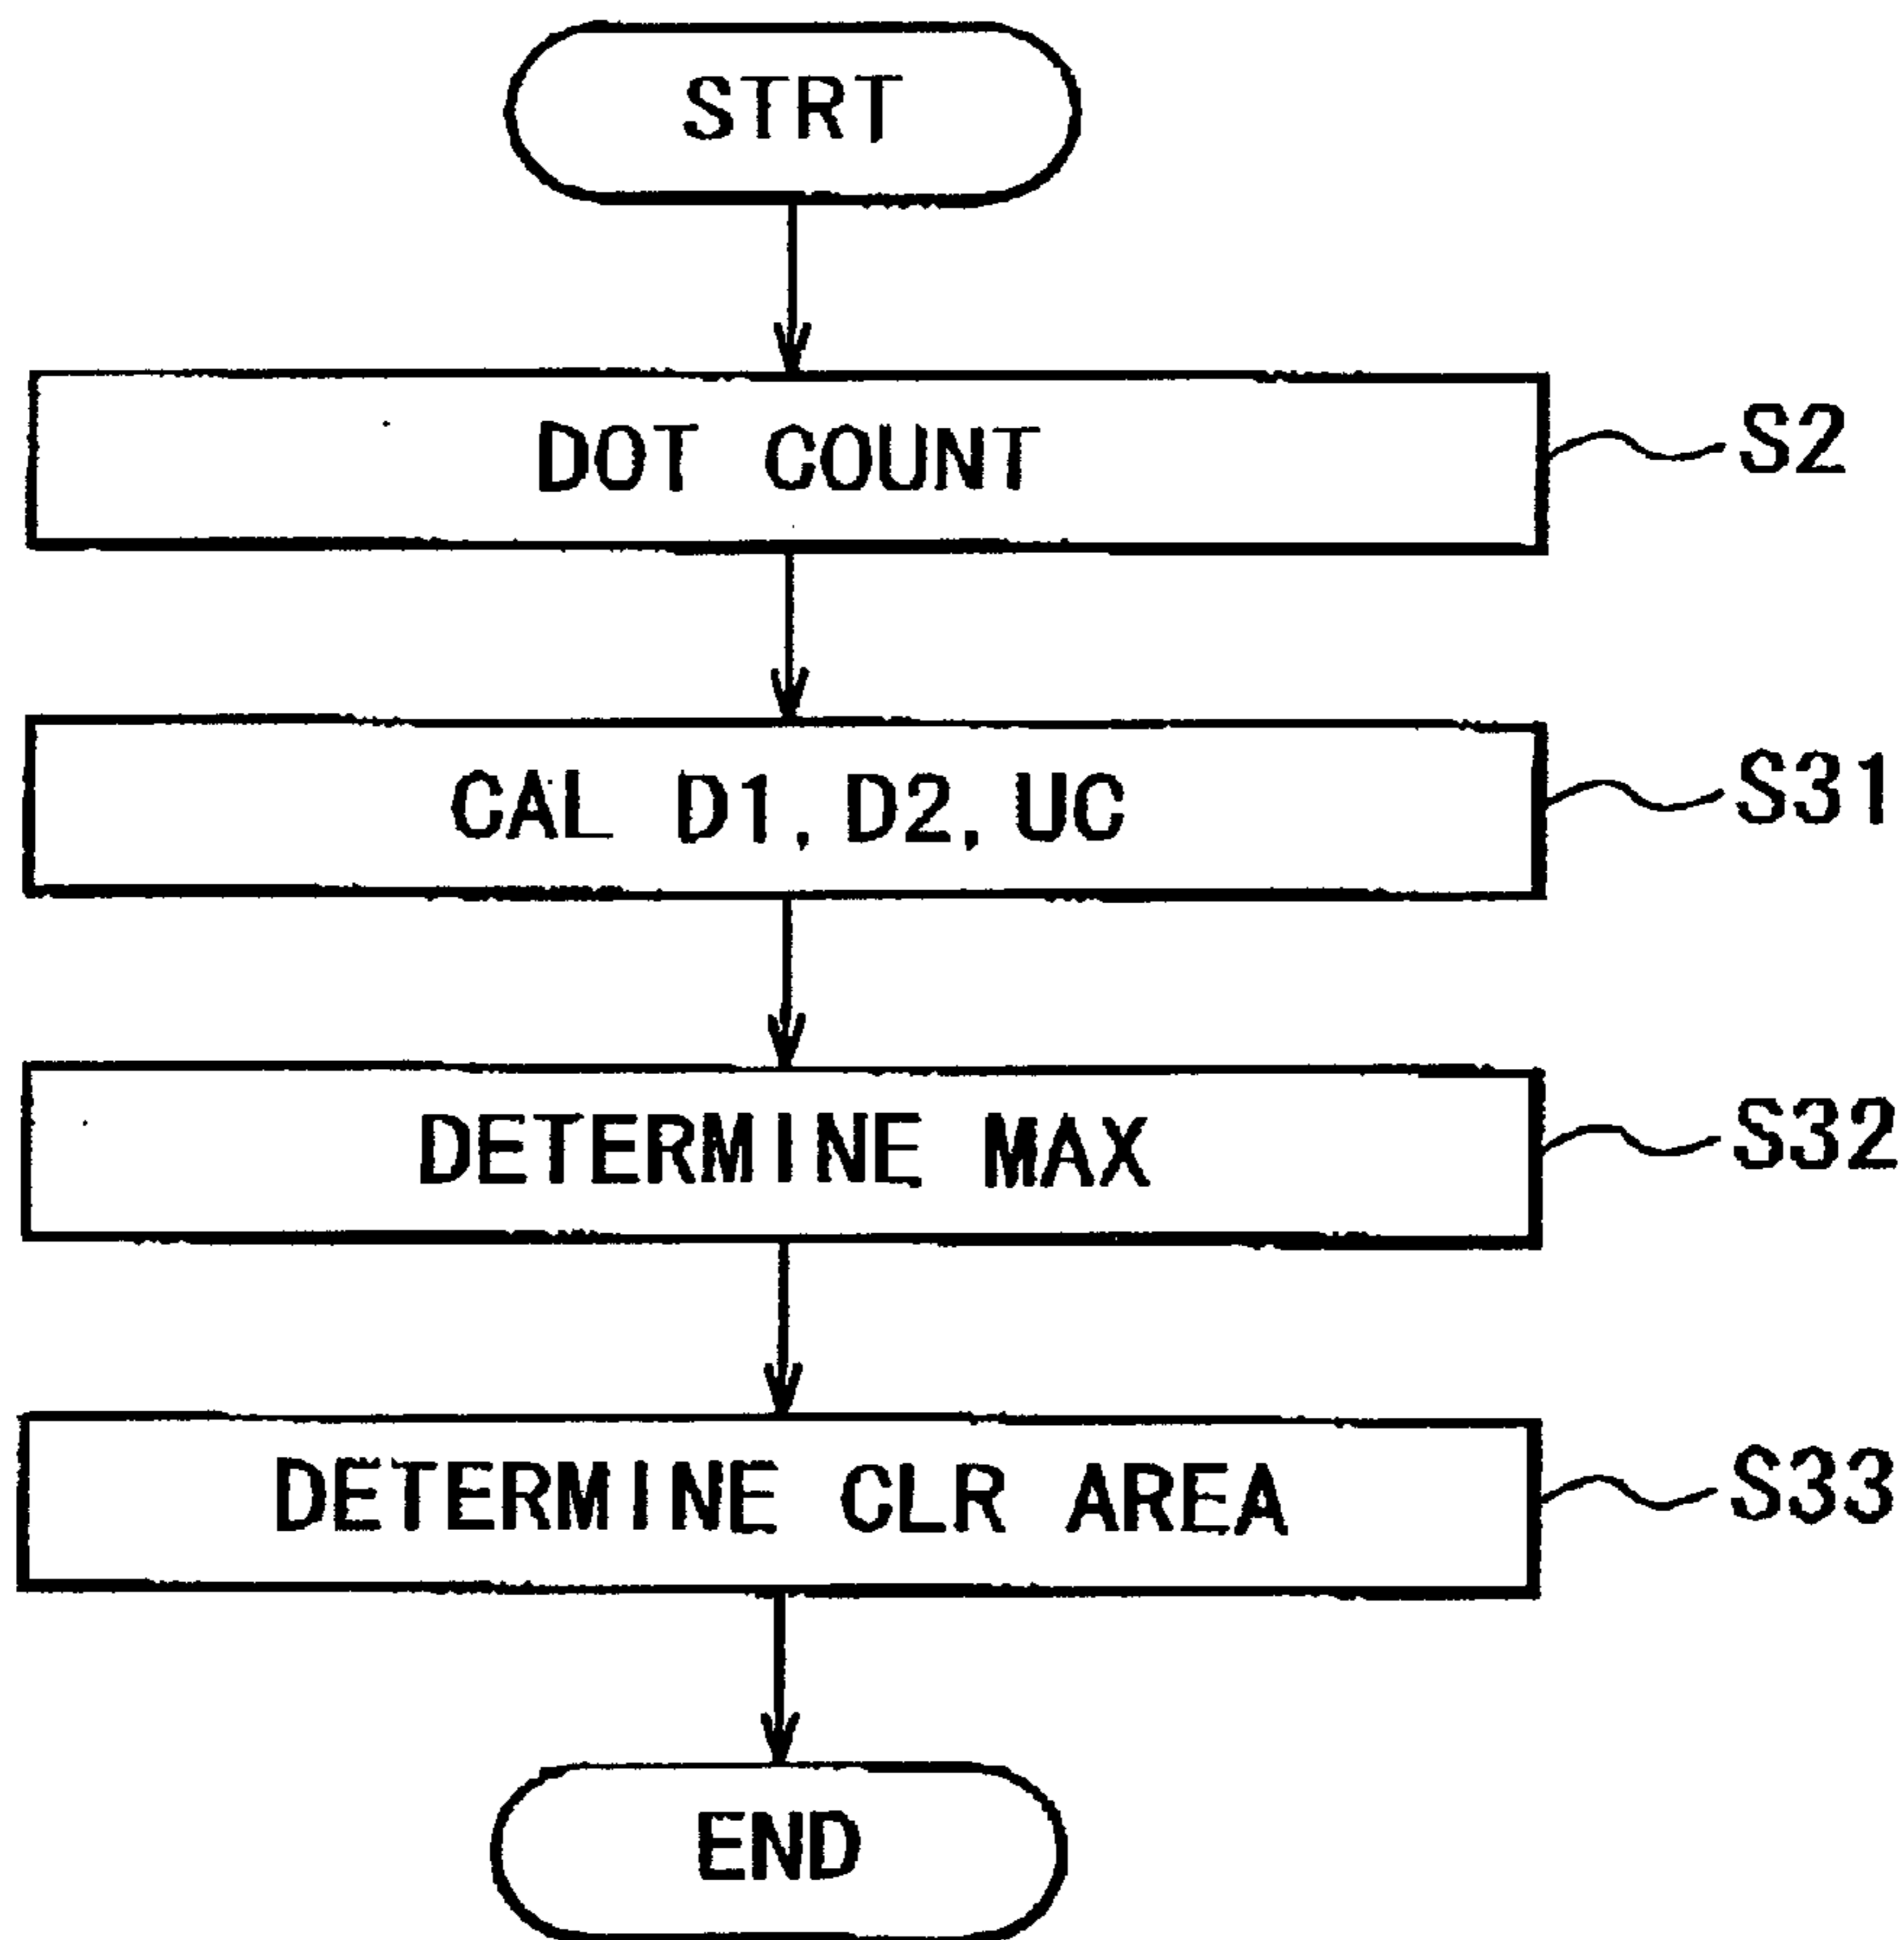 STRT
DOT COUNT S2
CAL D1, D2, UC S31
DETERMINE MAX S32
DETERMINE CLR AREA S33
END